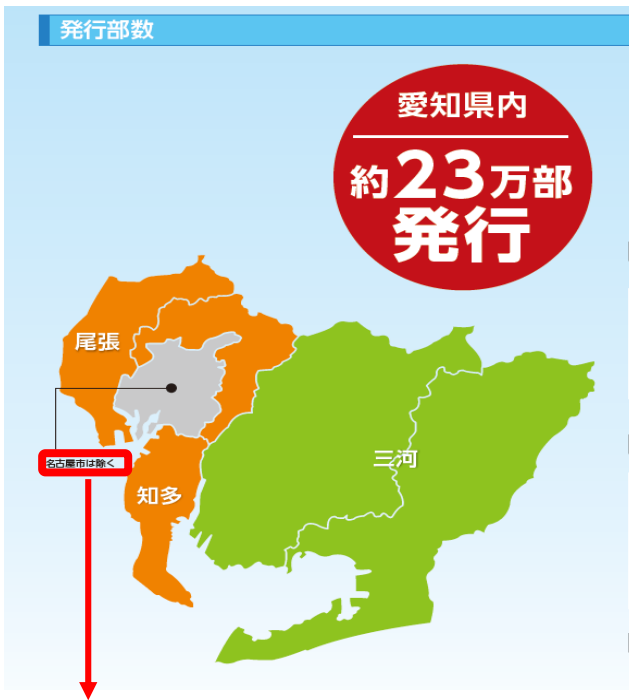 発行部数
愛知県内
約23万部
発行
尾張
名古屋市は除く
三河
知多